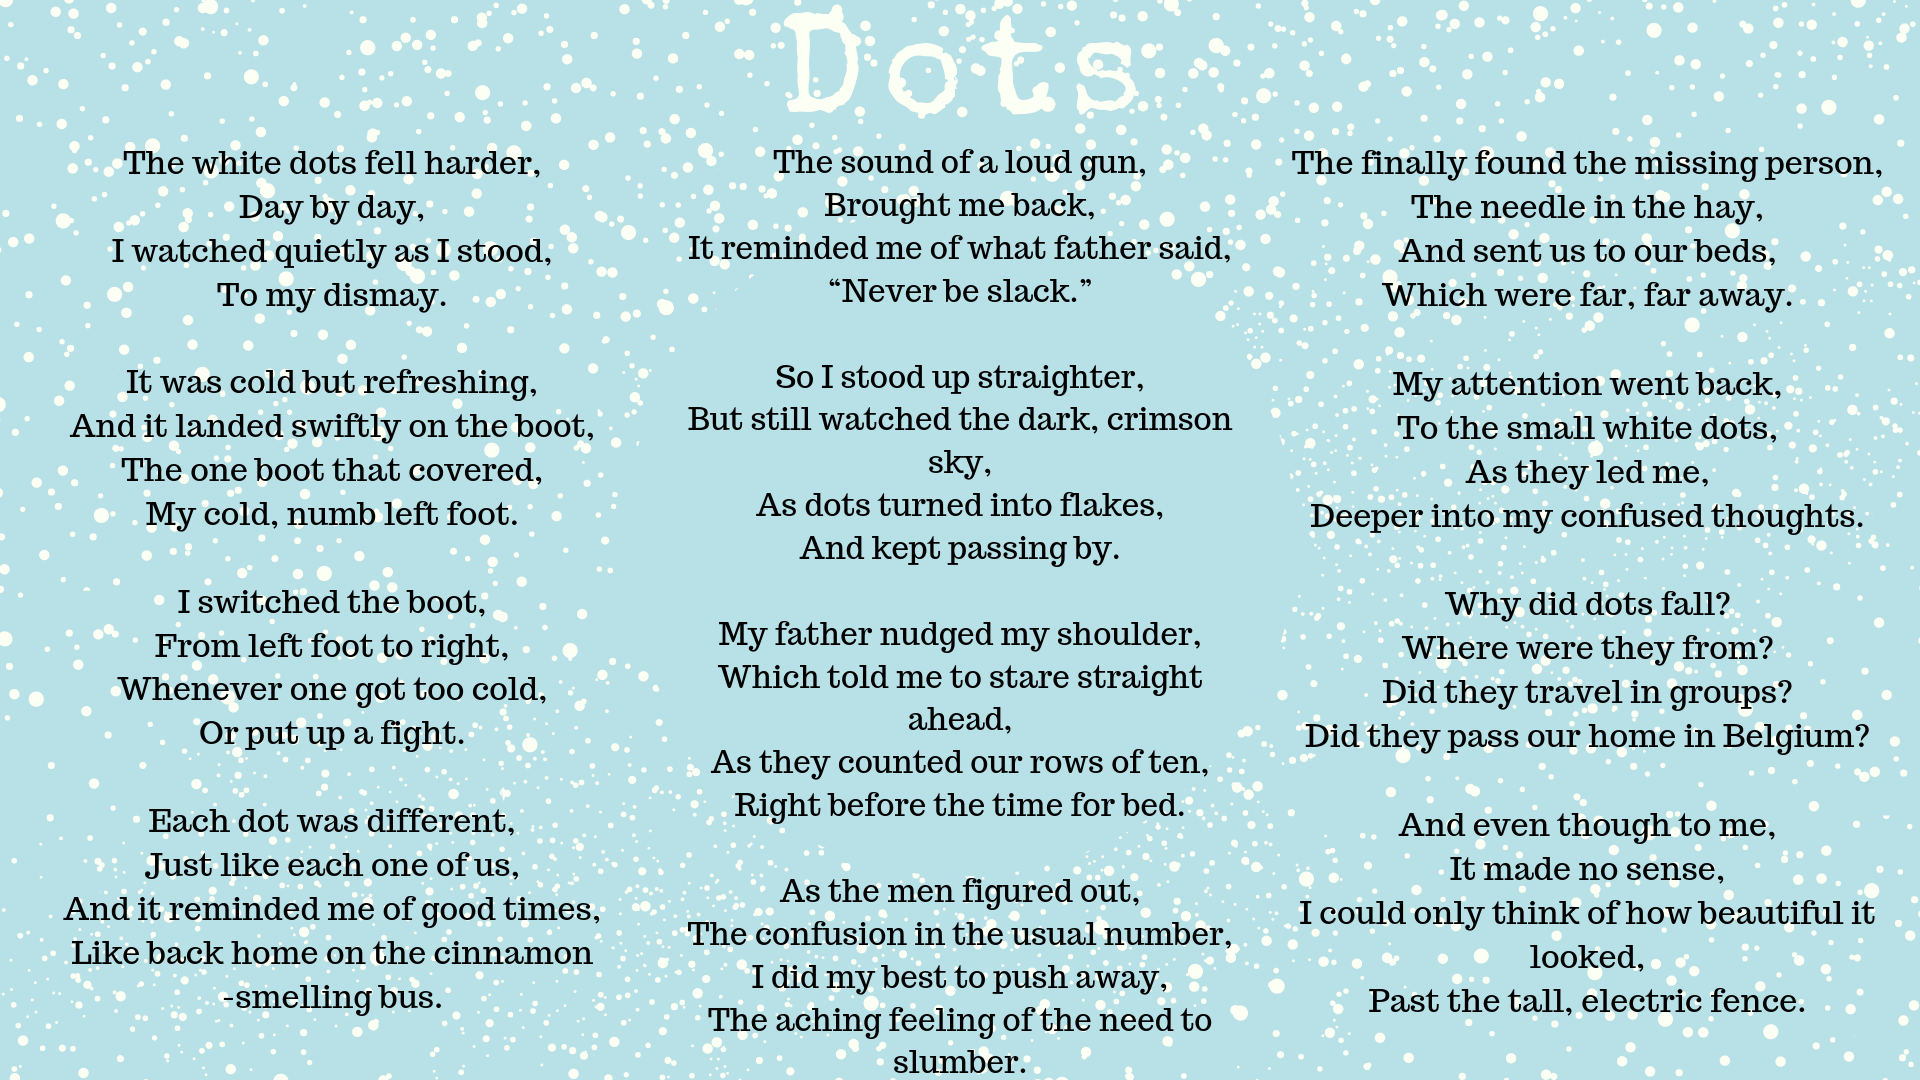 Dots
The white dots fell harder,
Day by day,
I watched quietly as I stood,
To my dismay.
It was cold but refreshing,
And it landed swiftly on the boot,
The one boot that covered,
My cold, numb left foot.
I switched the boot,
From left foot to right,
Whenever one got too cold,
Or put up a fight.
Each dot was different,
Just like each one of us,
And it reminded me of good times,
Like back home on the cinnamon
-smelling bus.
The sound of a loud gun,
Brought me back,
It reminded me of what father said,
“Never be slack.”
So I stood up straighter,
But still watched the dark, crimson
sky,
As dots turned into flakes,
And kept passing by.
My father nudged my shoulder,
Which told me to stare straight
ahead,
As they counted our rows of ten,
Right before the time for bed.
As the men figured out,
The confusion in the usual number,
I did my best to push away,
The aching feeling of the need to
slumber.
The finally found the missing person,
The needle in the hay,
And sent us to our beds,
Which were far, far away.
My attention went back,
To the small white dots,
As they led me,
Deeper into my confused thoughts.
Why did dots fall?
Where were they from?
Did they travel in groups?
Did they pass our home in Belgium?
And even though to me,
It made no sense,
I could only think of how beautiful it
looked,
Past the tall, electric fence.